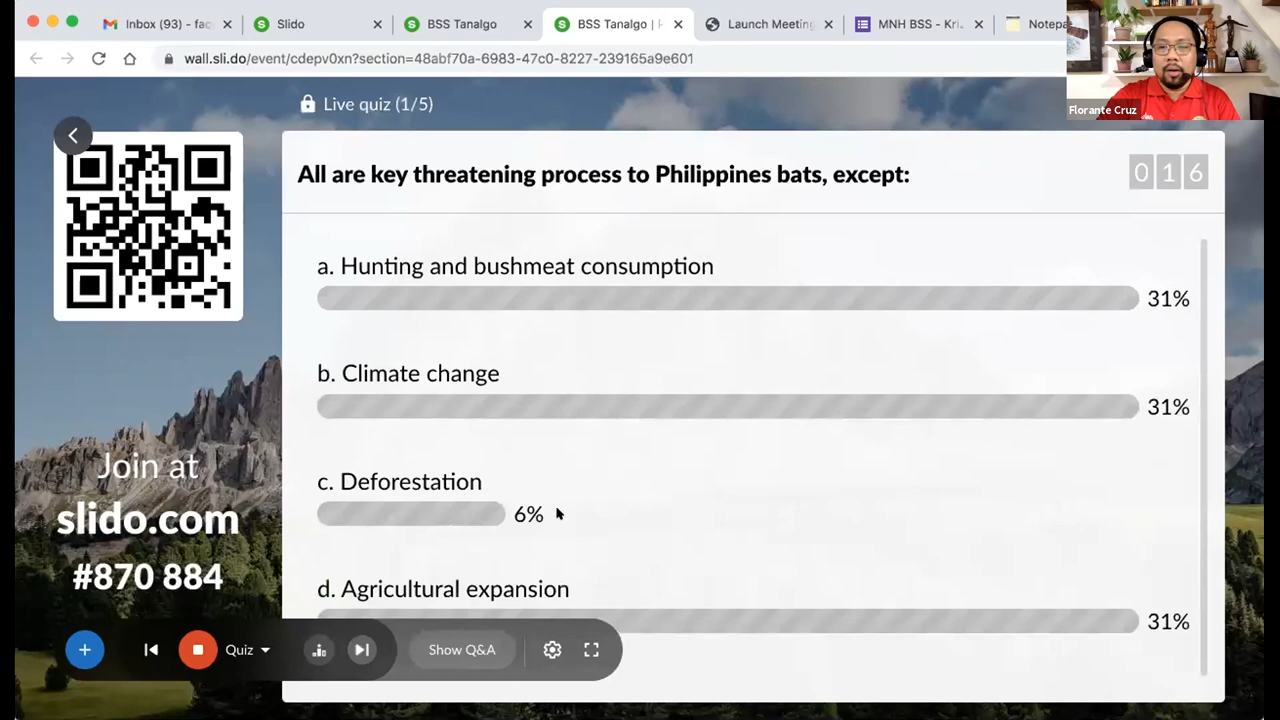 Inbox (93) - fac
Slido
BSS Tanalgo
BSS Tanalgo | P
Launch Meeting
MNH BSS - Kri
Notepa
wall.sli.do/event/cdepv0xn?section=48abf70a-6983-47c0-8227-239165a9e601
Florante Cruz
Live quiz (1/5)
All are key threatening process to Philippines bats, except:
016
a. Hunting and bushmeat consumption
31%
b. Climate change
31%
c. Deforestation
6%
d. Agricultural expansion
31%
Join at
slido.com
#870 884
Quiz
Show Q&A